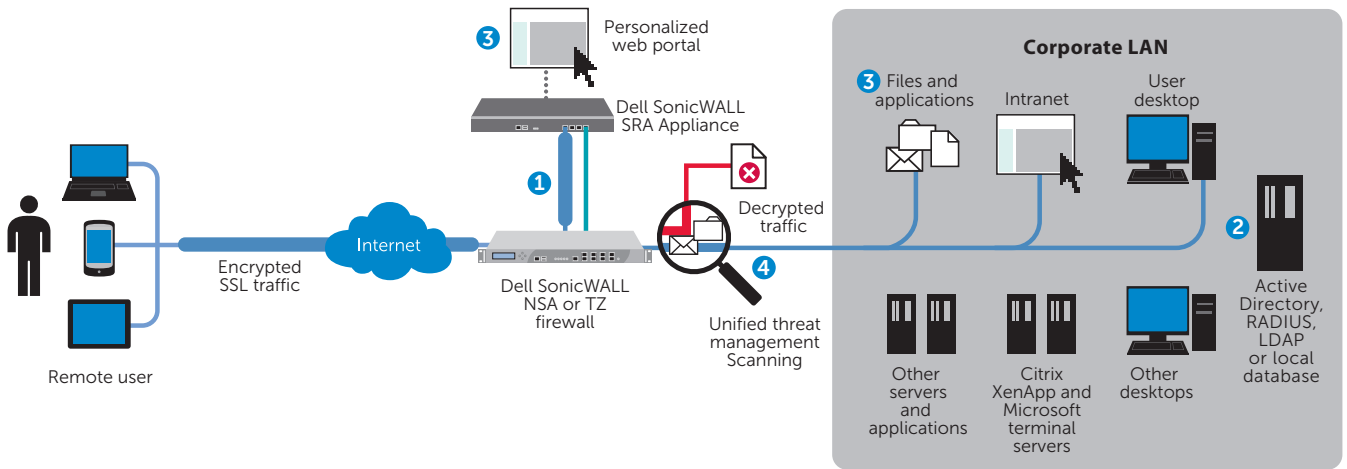 3
Personalized
web portal
Dell SonicWALL
SRA Appliance
1
Internet
Encrypted
SSL traffic
Remote user
Dell SonicWALL
NSA or TZ
firewall
Decrypted
traffic
4
Unified threat
management
Scanning
Corporate LAN
3 Files and
applications
Intranet
User
desktop
2
Active
Directory,
RADIUS,
LDAP
or local
database
Other
servers
and
applications
Citrix
XenApp and
Microsoft
terminal
servers
Other
desktops